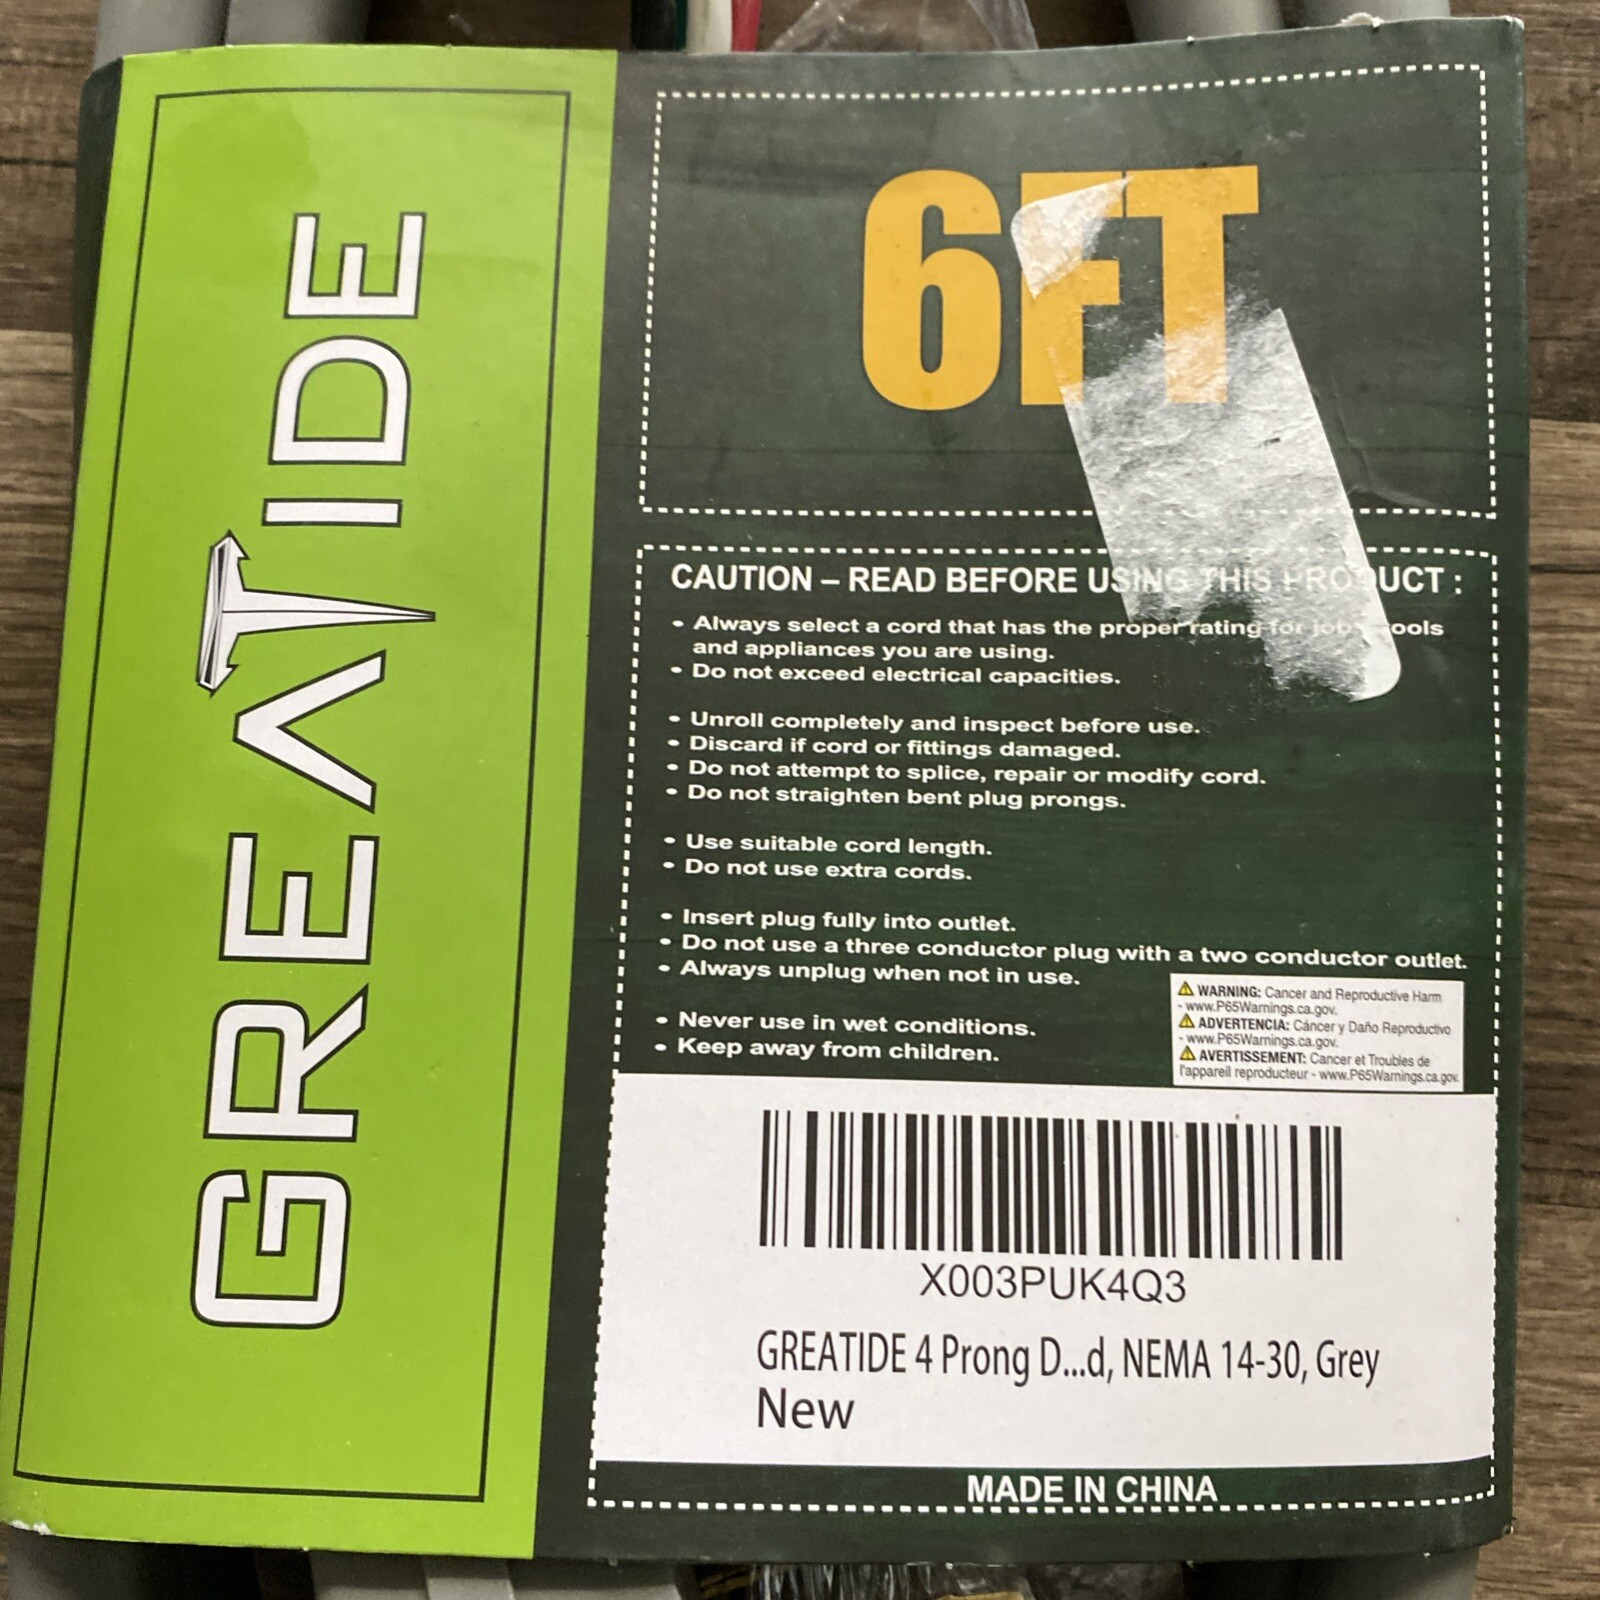 GREATIDE
6FT
CAUTION – READ BEFORE USING THIS PRODUCT :
• Always select a cord that has the proper rating for jobs tools
and appliances you are using.
• Do not exceed electrical capacities.
• Unroll completely and inspect before use.
• Discard if cord or fittings damaged.
• Do not attempt to splice, repair or modify cord.
• Do not straighten bent plug prongs.
• Use suitable cord length.
• Do not use extra cords.
• Insert plug fully into outlet.
• Do not use a three conductor plug with a two conductor outlet.
• Always unplug when not in use.
• Never use in wet conditions.
• Keep away from children.
⚠ WARNING: Cancer and Reproductive Harm
- www.P65Warnings.ca.gov.
⚠ ADVERTENCIA: Cáncer y Daño Reproductivo
- www.P65Warnings.ca.gov.
⚠ AVERTISSEMENT: Cancer et Troubles de
l'appareil reproducteur - www.P65Warnings.ca.gov.
X003PUK4Q3
GREATIDE 4 Prong D...d, NEMA 14-30, Grey
New
MADE IN CHINA